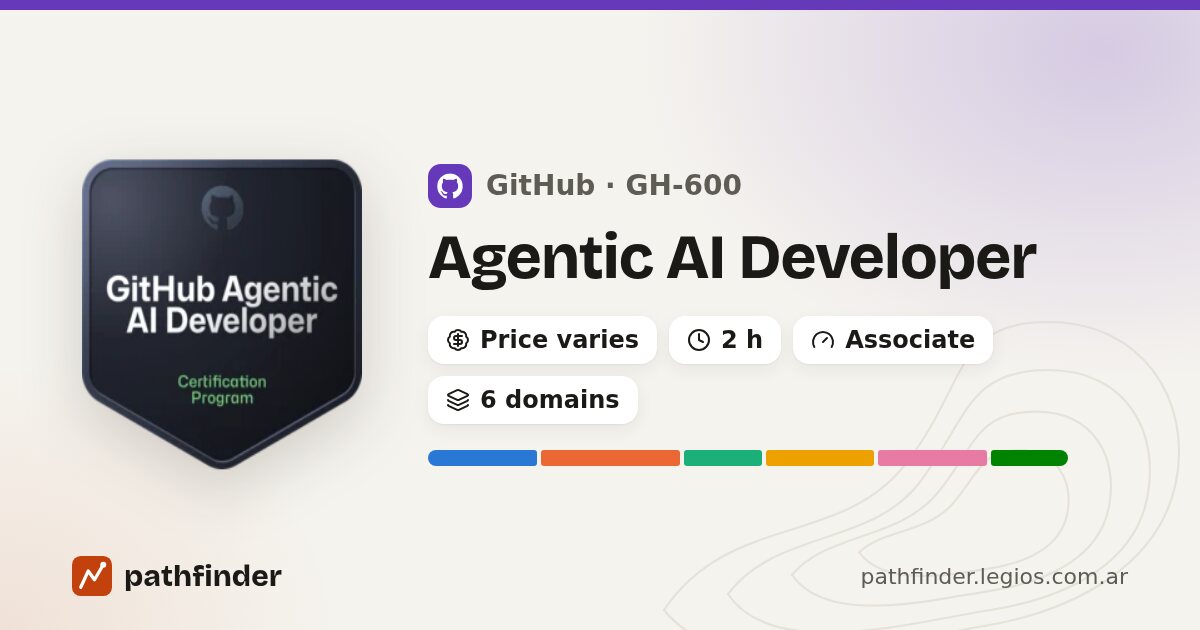 GitHub Agentic
AI Developer
Certification
Program
GitHub · GH-600
Agentic AI Developer
Price varies
2 h
Associate
6 domains
pathfinder
pathfinder.legios.com.ar